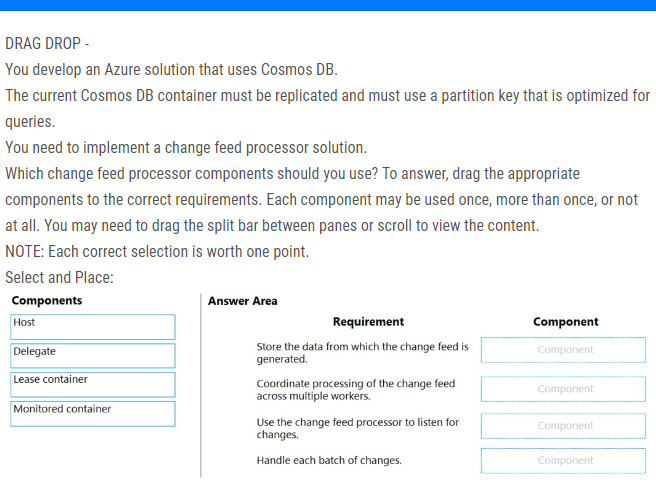 DRAG DROP -
You develop an Azure solution that uses Cosmos DB.
The current Cosmos DB container must be replicated and must use a partition key that is optimized for
queries.
You need to implement a change feed processor solution.
Which change feed processor components should you use? To answer, drag the appropriate
components to the correct requirements. Each component may be used once, more than once, or not
at all. You may need to drag the split bar between panes or scroll to view the content.
NOTE: Each correct selection is worth one point.
Select and Place:
Components
Host
Delegate
Lease container
Monitored container
Answer Area
Requirement
Component
Store the data from which the change feed is
generated.
Component
Coordinate processing of the change feed
across multiple workers.
Component
Use the change feed processor to listen for
changes.
Component
Handle each batch of changes.
Component